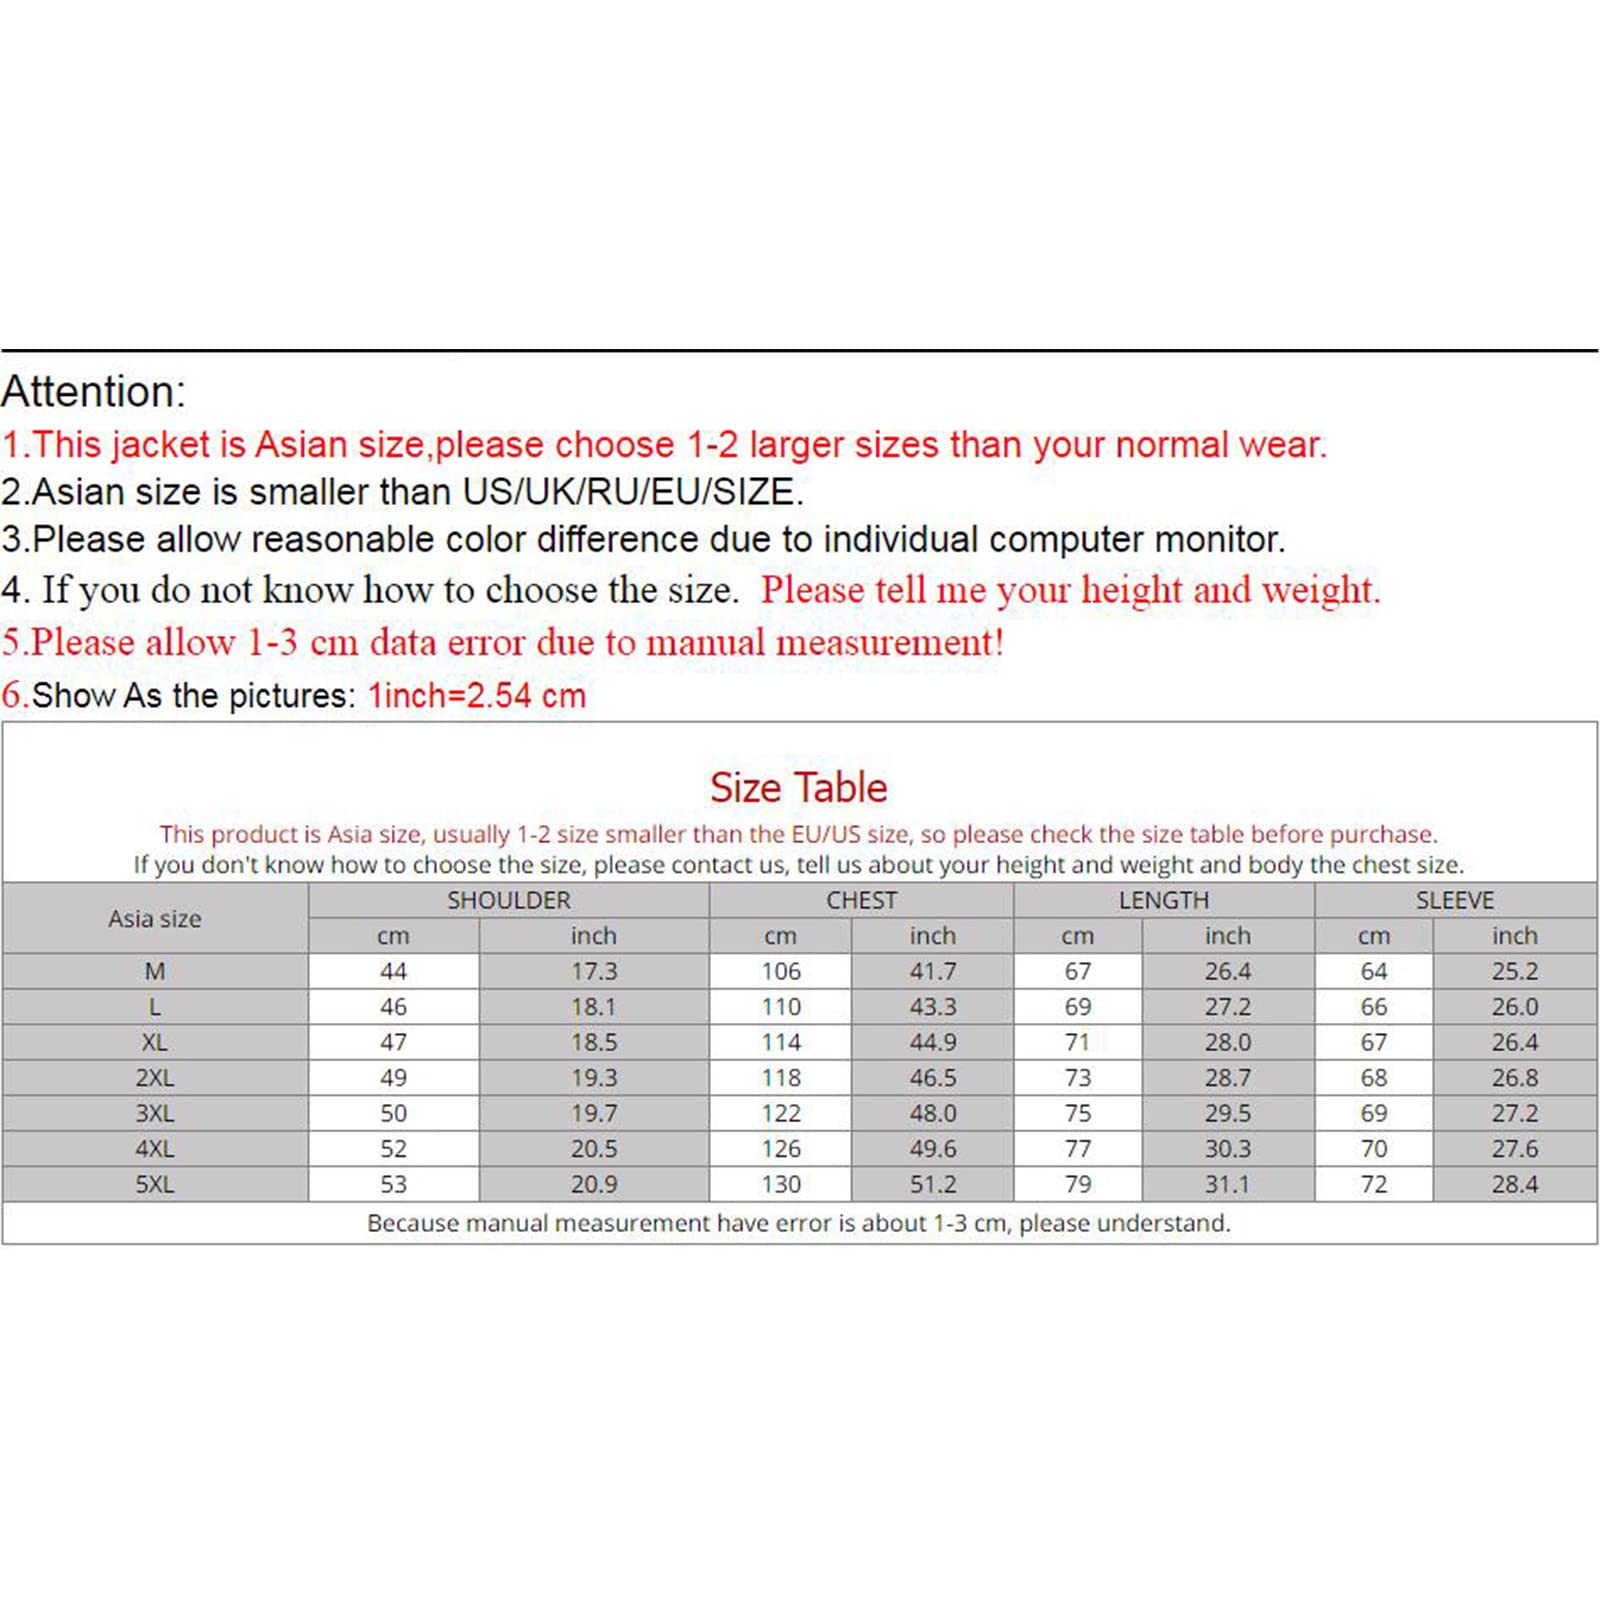 Attention:
1.This jacket is Asian size,please choose 1-2 larger sizes than your normal wear.
2.Asian size is smaller than US/UK/RU/EU/SIZE.
3.Please allow reasonable color difference due to individual computer monitor.
4. If you do not know how to choose the size. Please tell me your height and weight.
5.Please allow 1-3 cm data error due to manual measurement!
6.Show As the pictures: 1inch=2.54 cm
Size Table
This product is Asia size, usually 1-2 size smaller than the EU/US size, so please check the size table before purchase.
If you don't know how to choose the size, please contact us, tell us about your height and weight and body the chest size.
Asia size SHOULDER CHEST LENGTH SLEEVE
cm inch cm inch cm inch cm inch
M 44 17.3 106 41.7 67 26.4 64 25.2
L 46 18.1 110 43.3 69 27.2 66 26.0
XL 47 18.5 114 44.9 71 28.0 67 26.4
2XL 49 19.3 118 46.5 73 28.7 68 26.8
3XL 50 19.7 122 48.0 75 29.5 69 27.2
4XL 52 20.5 126 49.6 77 30.3 70 27.6
5XL 53 20.9 130 51.2 79 31.1 72 28.4
Because manual measurement have error is about 1-3 cm, please understand.